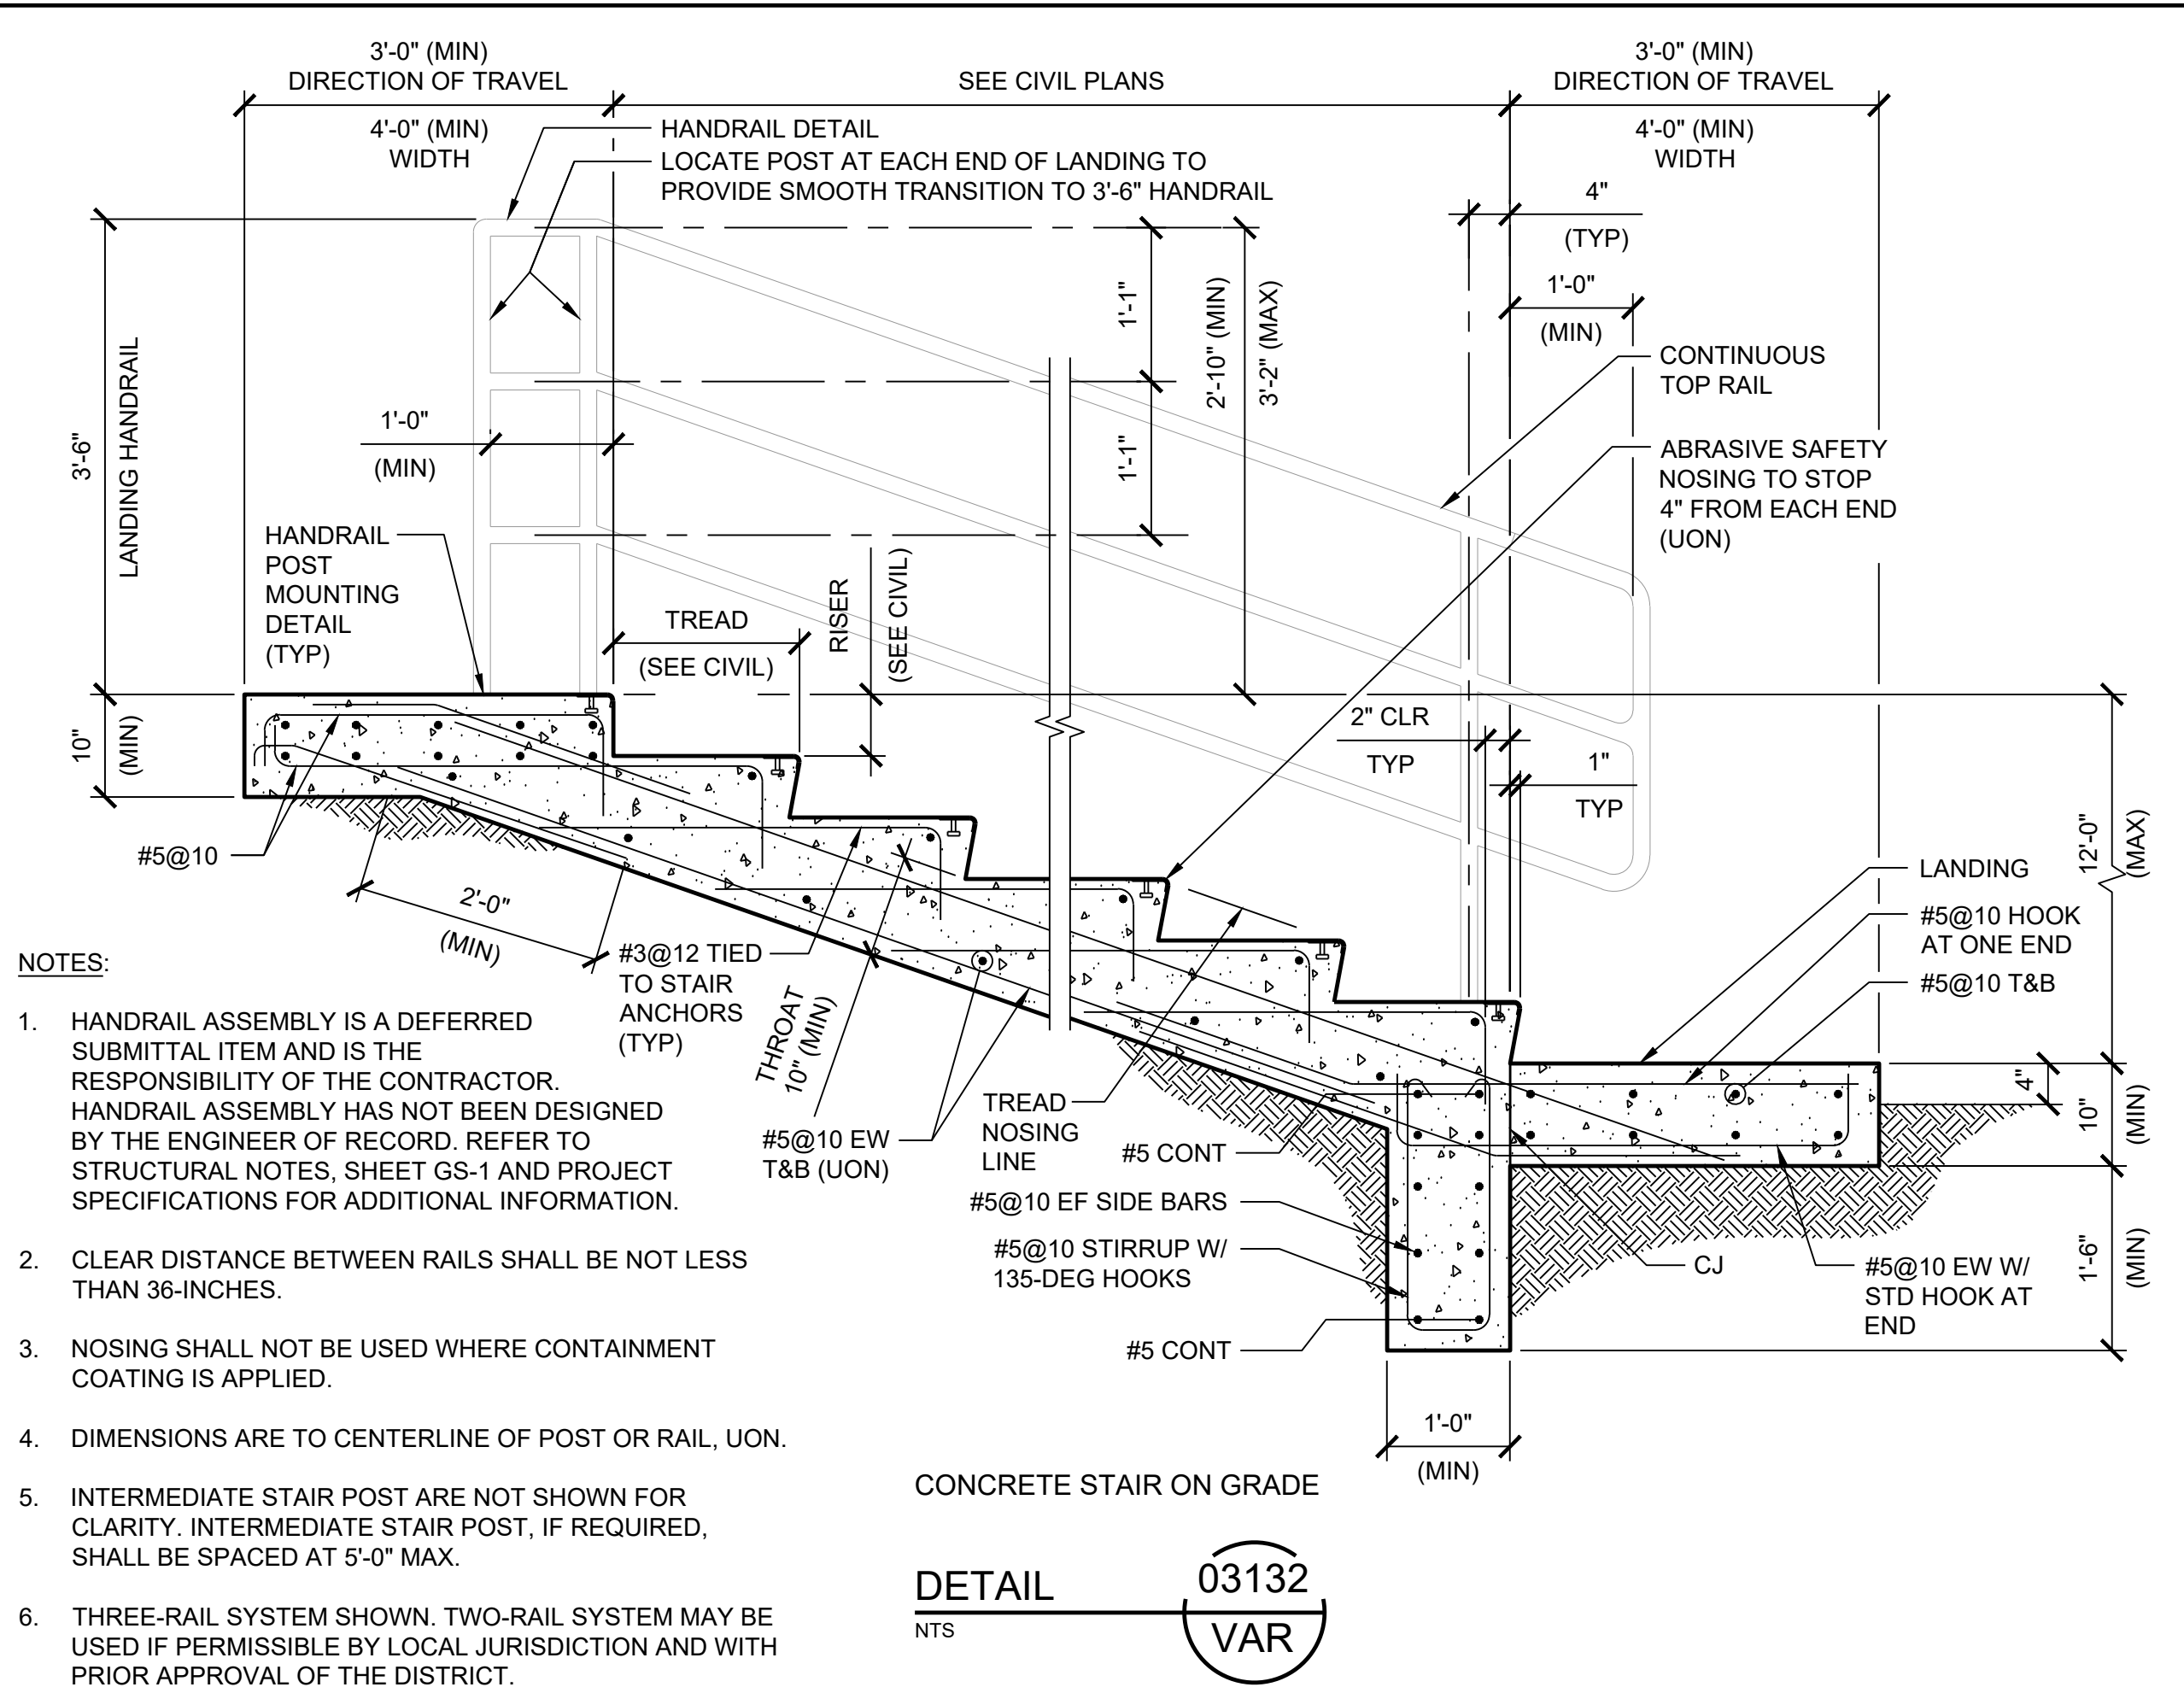 3'-0" (MIN)
DIRECTION OF TRAVEL
4'-0" (MIN)
WIDTH
SEE CIVIL PLANS
3'-0" (MIN)
DIRECTION OF TRAVEL
4'-0" (MIN)
WIDTH
HANDRAIL DETAIL
LOCATE POST AT EACH END OF LANDING TO
PROVIDE SMOOTH TRANSITION TO 3'-6" HANDRAIL
4"
(TYP)
1'-0"
(MIN)
CONTINUOUS
TOP RAIL
ABRASIVE SAFETY
NOSING TO STOP
4" FROM EACH END
(UON)
1'-1"
1'-1"
2'-10" (MIN)
3'-2" (MAX)
3'-6"
LANDING HANDRAIL
1'-0"
(MIN)
HANDRAIL
POST
MOUNTING
DETAIL
(TYP)
TREAD
(SEE CIVIL)
RISER
(SEE CIVIL)
10"
(MIN)
2" CLR
TYP
1"
TYP
12'-0"
(MAX)
#5@10
2'-0"
(MIN)
#3@12 TIED
TO STAIR
ANCHORS
(TYP)
THROAT
10" (MIN)
#5@10 EW
T&B (UON)
TREAD
NOSING
LINE
LANDING
#5@10 HOOK
AT ONE END
#5@10 T&B
4"
10"
(MIN)
1'-6"
(MIN)
#5 CONT
#5@10 EF SIDE BARS
#5@10 STIRRUP W/
135-DEG HOOKS
#5 CONT
CJ
#5@10 EW W/
STD HOOK AT
END
1'-0"
(MIN)
NOTES:
1. HANDRAIL ASSEMBLY IS A DEFERRED
SUBMITTAL ITEM AND IS THE
RESPONSIBILITY OF THE CONTRACTOR.
HANDRAIL ASSEMBLY HAS NOT BEEN DESIGNED
BY THE ENGINEER OF RECORD. REFER TO
STRUCTURAL NOTES, SHEET GS-1 AND PROJECT
SPECIFICATIONS FOR ADDITIONAL INFORMATION.
2. CLEAR DISTANCE BETWEEN RAILS SHALL BE NOT LESS
THAN 36-INCHES.
3. NOSING SHALL NOT BE USED WHERE CONTAINMENT
COATING IS APPLIED.
4. DIMENSIONS ARE TO CENTERLINE OF POST OR RAIL, UON.
5. INTERMEDIATE STAIR POST ARE NOT SHOWN FOR
CLARITY. INTERMEDIATE STAIR POST, IF REQUIRED,
SHALL BE SPACED AT 5'-0" MAX.
6. THREE-RAIL SYSTEM SHOWN. TWO-RAIL SYSTEM MAY BE
USED IF PERMISSIBLE BY LOCAL JURISDICTION AND WITH
PRIOR APPROVAL OF THE DISTRICT.
CONCRETE STAIR ON GRADE
DETAIL
NTS
03132
VAR